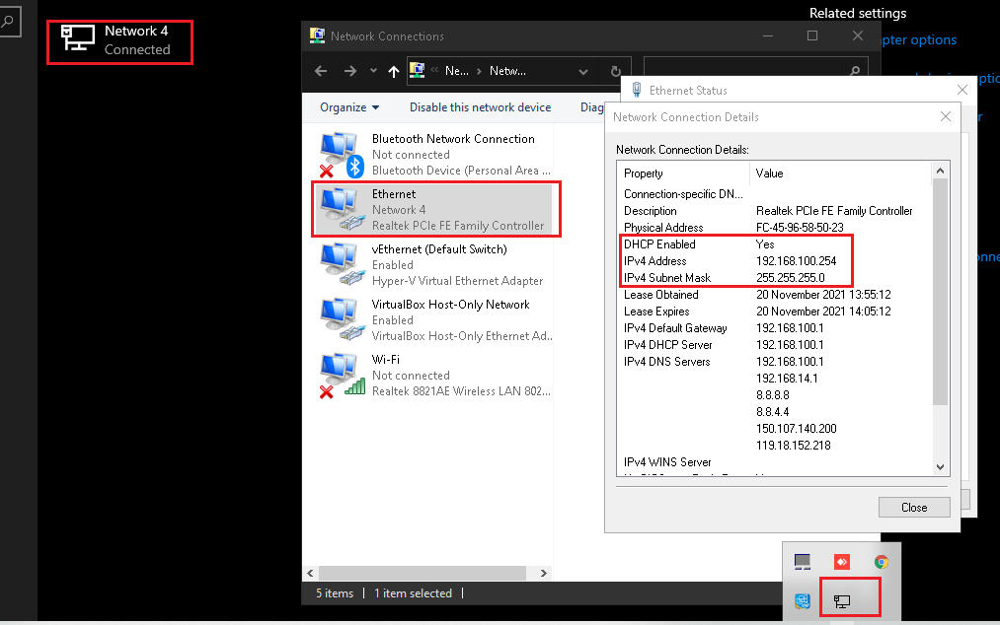 Network 4
Connected
Related settings
pter options
Network Connections
Ne...
Netw...
Organize
Disable this network device
Diag
Bluetooth Network Connection
Not connected
Bluetooth Device (Personal Area ...
Ethernet
Network 4
Realtek PCIe FE Family Controller
vEthernet (Default Switch)
Enabled
Hyper-V Virtual Ethernet Adapter
VirtualBox Host-Only Network
Enabled
VirtualBox Host-Only Ethernet Ad...
Wi-Fi
Not connected
Realtek 8821AE Wireless LAN 802...
5 items
1 item selected
Ethernet Status
Network Connection Details
Network Connection Details:
Property Value
Connection-specific DN...
Description Realtek PCIe FE Family Controller
Physical Address FC-45-96-58-50-23
DHCP Enabled Yes
IPv4 Address 192.168.100.254
IPv4 Subnet Mask 255.255.255.0
Lease Obtained 20 November 2021 13:55:12
Lease Expires 20 November 2021 14:05:12
IPv4 Default Gateway 192.168.100.1
IPv4 DHCP Server 192.168.100.1
IPv4 DNS Servers 192.168.100.1
192.168.14.1
8.8.8.8
8.8.4.4
150.107.140.200
119.18.152.218
IPv4 WINS Server
Close